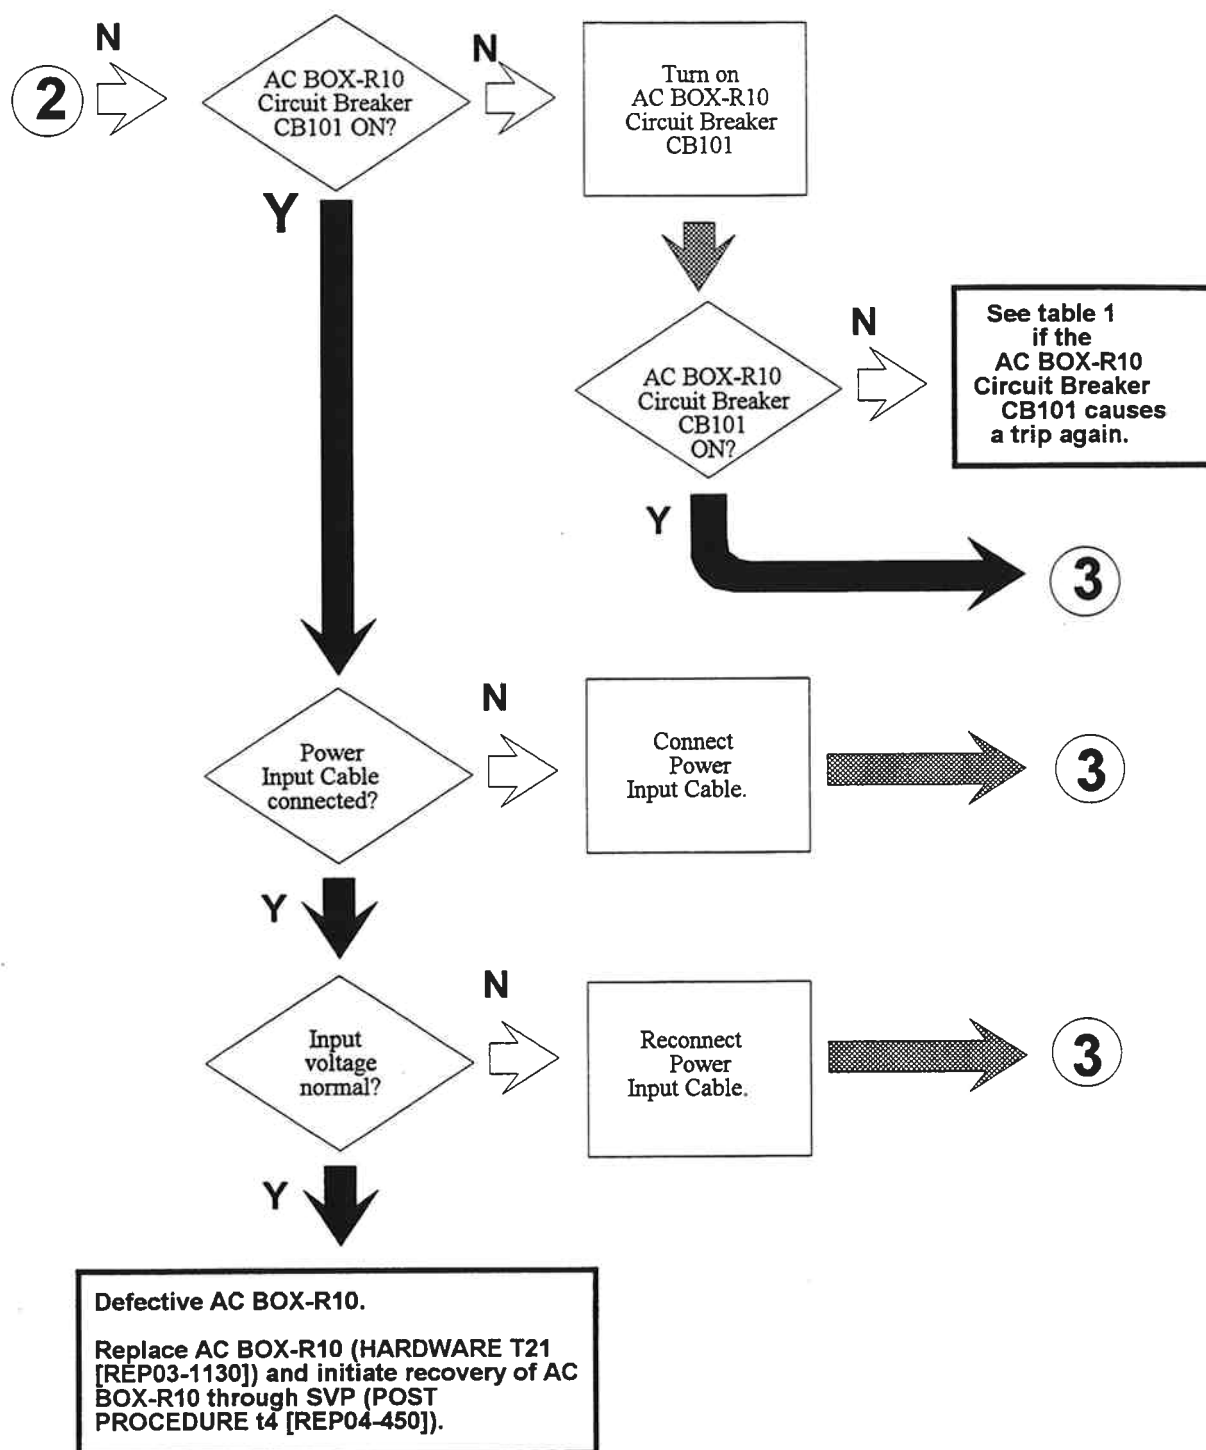 2
N
AC BOX-R10
Circuit Breaker
CB101 ON?
N
Turn on
AC BOX-R10
Circuit Breaker
CB101
Y
AC BOX-R10
Circuit Breaker
CB101
ON?
N
See table 1
if the
AC BOX-R10
Circuit Breaker
CB101 causes
a trip again.
Y
3
Power
Input Cable
connected?
N
Connect
Power
Input Cable.
3
Y
Input
voltage
normal?
N
Reconnect
Power
Input Cable.
3
Y
Defective AC BOX-R10.
Replace AC BOX-R10 (HARDWARE T21
[REP03-1130]) and initiate recovery of AC
BOX-R10 through SVP (POST
PROCEDURE t4 [REP04-450]).